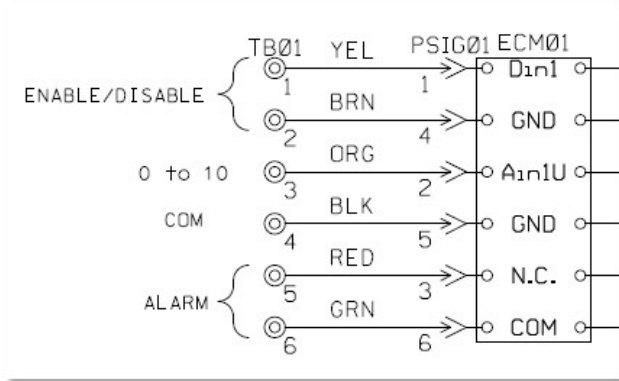 TBØ1 YEL PSIGØ1 ECMØ1
1 1 Din1
ENABLE/DISABLE
BRN
2 4 GND
ORG
0 to 10 3 2 Ain1U
BLK
COM 4 5 GND
RED
5 3 N.C.
ALARM
GRN
6 6 COM